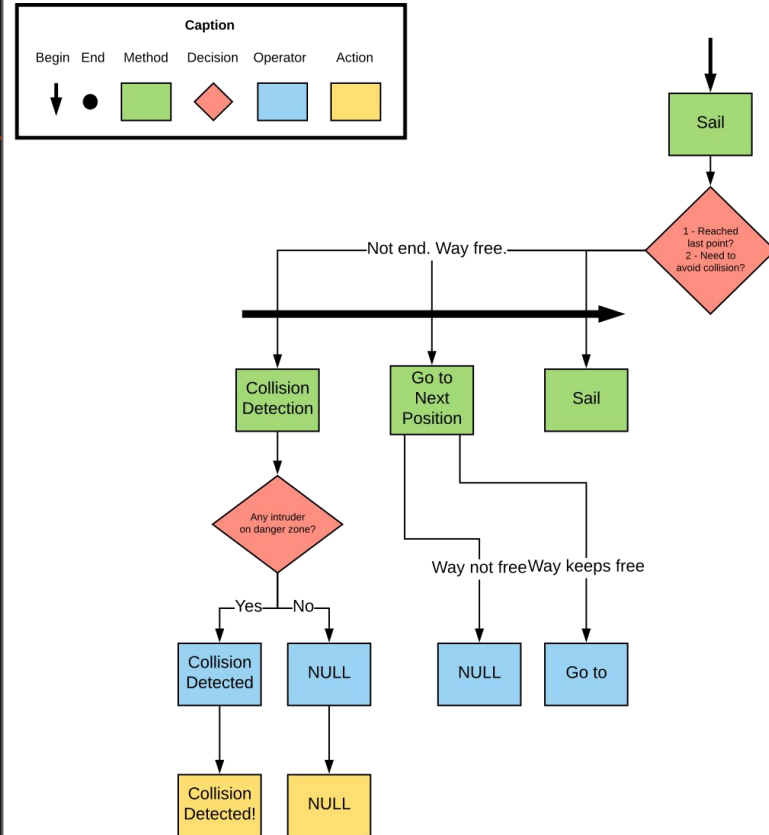 Caption
Begin End Method Decision Operator Action
Sail
1 - Reached
last point?
2 - Need to
avoid collision?
Not end. Way free.
Collision
Detection
Go to
Next
Position
Sail
Any intruder
on danger zone?
Way not free
Way keeps free
Yes
No
Collision
Detected
NULL
NULL
Go to
Collision
Detected!
NULL